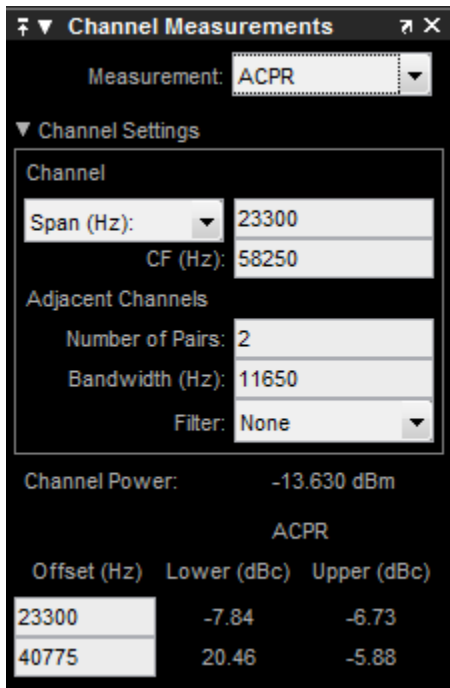 Channel Measurements
Measurement: ACPR
Channel Settings
Channel
Span (Hz): 23300
CF (Hz): 58250
Adjacent Channels
Number of Pairs: 2
Bandwidth (Hz): 11650
Filter: None
Channel Power: -13.630 dBm
ACPR
Offset (Hz) Lower (dBc) Upper (dBc)
23300 -7.84 -6.73
40775 20.46 -5.88